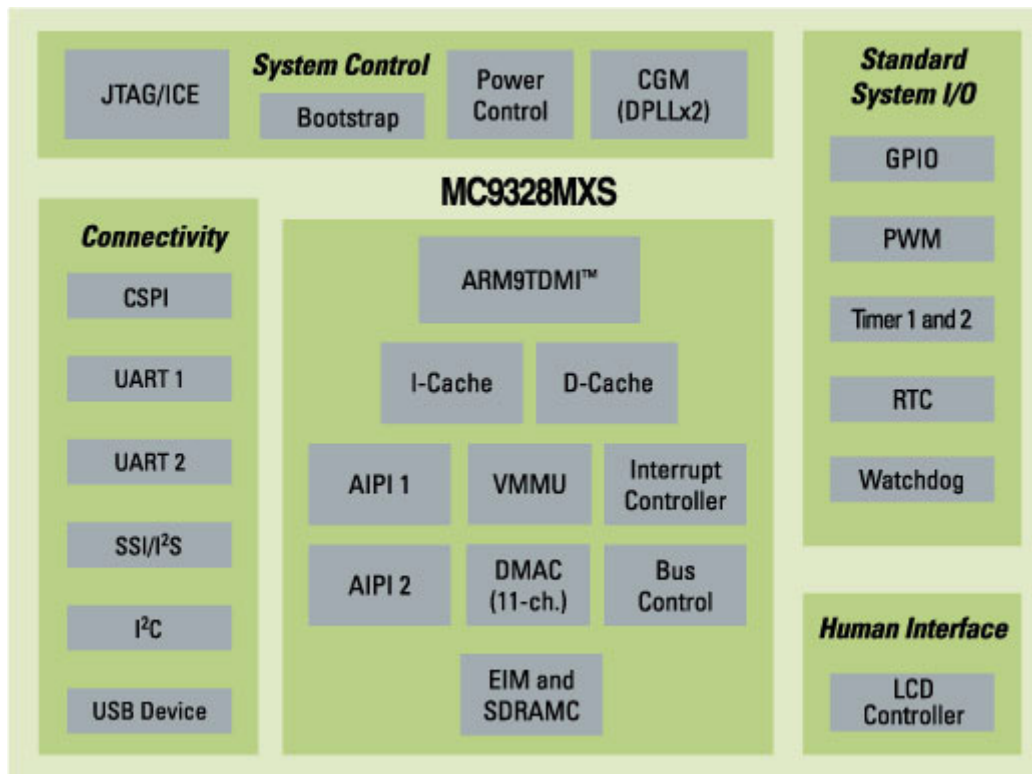 System Control
JTAG/ICE
Bootstrap
Power
Control
CGM
(DPLLx2)
Standard
System I/O
GPIO
PWM
Timer 1 and 2
RTC
Watchdog
MC9328MXS
Connectivity
CSPI
UART 1
UART 2
SSI/I²S
I²C
USB Device
ARM9TDMI™
I-Cache
D-Cache
AIPI 1
VMMU
Interrupt
Controller
AIPI 2
DMAC
(11-ch.)
Bus
Control
EIM and
SDRAMC
Human Interface
LCD
Controller